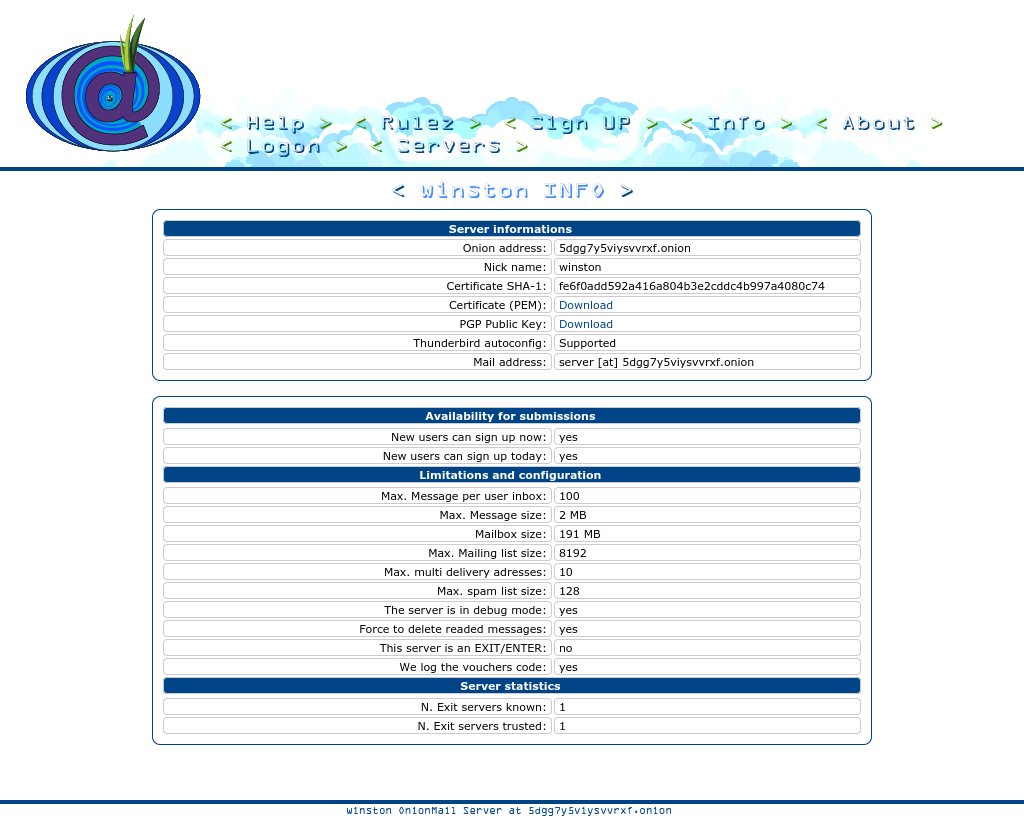 @
< Help > < Rulez > < Sign UP > < Info > < About >
< Logon > < Servers >
< winston INFO >
Server informations
Onion address: 5dgg7y5viysvvrxf.onion
Nick name: winston
Certificate SHA-1: fe6f0add592a416a804b3e2cddc4b997a4080c74
Certificate (PEM): Download
PGP Public Key: Download
Thunderbird autoconfig: Supported
Mail address: server [at] 5dgg7y5viysvvrxf.onion
Availability for submissions
New users can sign up now: yes
New users can sign up today: yes
Limitations and configuration
Max. Message per user inbox: 100
Max. Message size: 2 MB
Mailbox size: 191 MB
Max. Mailing list size: 8192
Max. multi delivery adresses: 10
Max. spam list size: 128
The server is in debug mode: yes
Force to delete readed messages: yes
This server is an EXIT/ENTER: no
We log the vouchers code: yes
Server statistics
N. Exit servers known: 1
N. Exit servers trusted: 1
winston OnionMail Server at 5dgg7y5viysvvrxf.onion